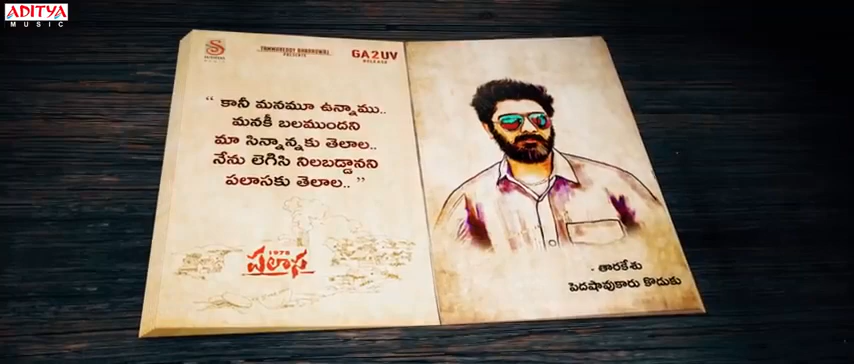 ADITYA
MUSIC
TAMMAREDDY BHARADWAJ
PRESENTS
GA2UV
RELEASE
“ కానీ మనమూ ఉన్నాము..
మనకీ బలముందని
మా సిన్నాన్నకు తెలాల..
నేను లెగిసి నిలబడ్డానని
పలాసకు తెలాల.. ”
1978
పలాస
- తారకేశు
పెదషావుకారు కొడుకు